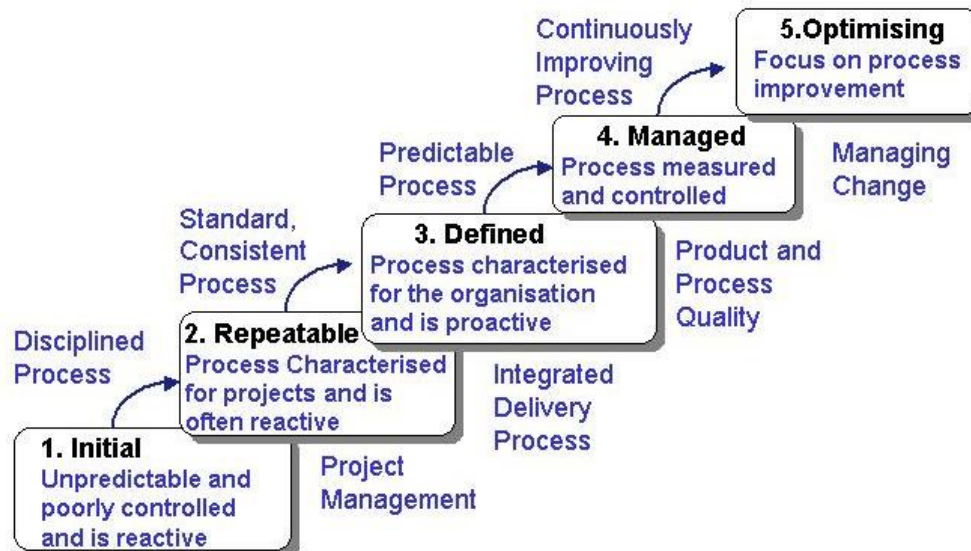 Continuously
Improving
Process
5.Optimising
Focus on process
improvement
Predictable
Process
4. Managed
Process measured
and controlled
Managing
Change
Standard,
Consistent
Process
3. Defined
Process characterised
for the organisation
and is proactive
Product and
Process
Quality
Disciplined
Process
2. Repeatable
Process Characterised
for projects and is
often reactive
Integrated
Delivery
Process
1. Initial
Unpredictable and
poorly controlled
and is reactive
Project
Management